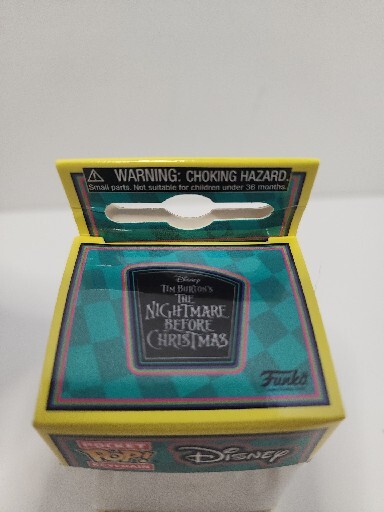 WARNING: CHOKING HAZARD.
Small parts. Not suitable for children under 36 months.
Disney
TIM BURTON'S
THE
NIGHTMARE
BEFORE
CHRISTMAS
Funko
POCKET
POP!
KEYCHAIN
DISNEY